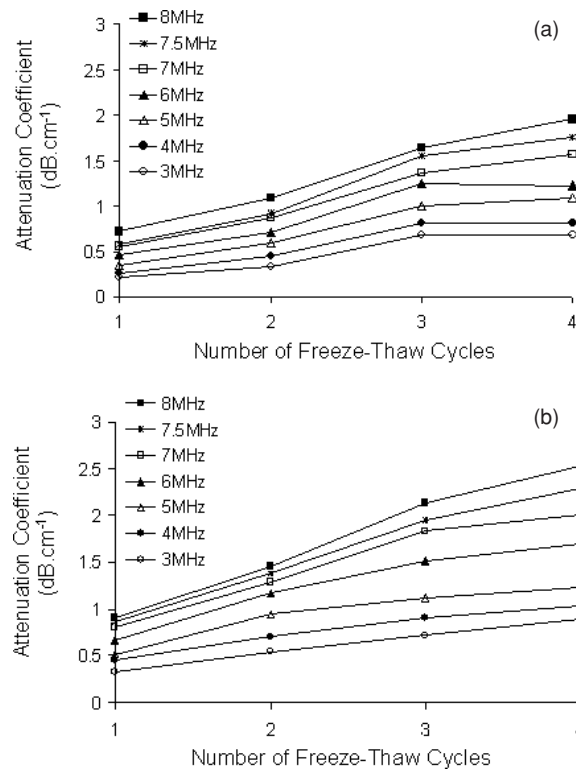 (a)
8MHz
7.5MHz
7MHz
6MHz
5MHz
4MHz
3MHz
Attenuation Coefficient
(dB.cm-1)
3
2.5
2
1.5
1
0.5
0
1 2 3 4
Number of Freeze-Thaw Cycles
(b)
8MHz
7.5MHz
7MHz
6MHz
5MHz
4MHz
3MHz
Attenuation Coefficient
(dB.cm-1)
3
2.5
2
1.5
1
0.5
0
1 2 3
Number of Freeze-Thaw Cycles